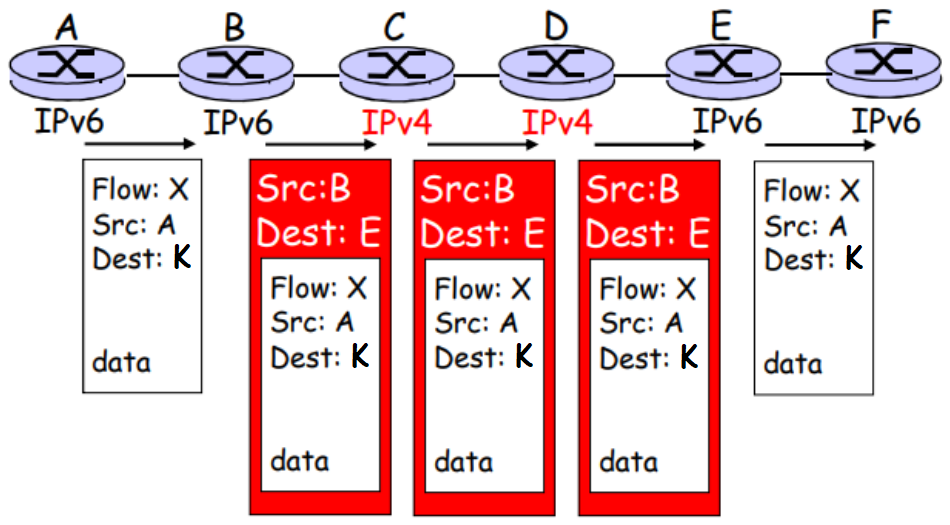 A B C D E F
IPv6 IPv6 IPv4 IPv4 IPv6 IPv6
Flow: X
Src: A
Dest: K
data
Src:B
Dest: E
Flow: X
Src: A
Dest: K
data
Src:B
Dest: E
Flow: X
Src: A
Dest: K
data
Src:B
Dest: E
Flow: X
Src: A
Dest: K
data
Flow: X
Src: A
Dest: K
data